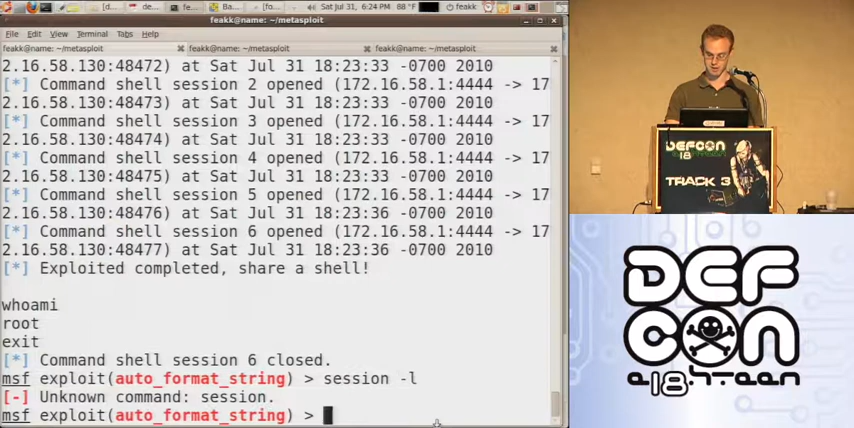 Sat Jul 31, 6:24 PM 88 °F feakk
feakk@name: ~/metasploit
File Edit View Terminal Tabs Help
feakk@name: ~/metasploit feakk@name: ~/metasploit feakk@name: ~/metasploit
2.16.58.130:48472) at Sat Jul 31 18:23:33 -0700 2010
[*] Command shell session 2 opened (172.16.58.1:4444 -> 17
2.16.58.130:48473) at Sat Jul 31 18:23:33 -0700 2010
[*] Command shell session 3 opened (172.16.58.1:4444 -> 17
2.16.58.130:48474) at Sat Jul 31 18:23:33 -0700 2010
[*] Command shell session 4 opened (172.16.58.1:4444 -> 17
2.16.58.130:48475) at Sat Jul 31 18:23:33 -0700 2010
[*] Command shell session 5 opened (172.16.58.1:4444 -> 17
2.16.58.130:48476) at Sat Jul 31 18:23:36 -0700 2010
[*] Command shell session 6 opened (172.16.58.1:4444 -> 17
2.16.58.130:48477) at Sat Jul 31 18:23:36 -0700 2010
[*] Exploited completed, share a shell!
whoami
root
exit
[*] Command shell session 6 closed.
msf exploit(auto_format_string) > session -l
[-] Unknown command: session.
msf exploit(auto_format_string) >
DEFCON
18
TRACK 3
DEF
CON
e18hteen